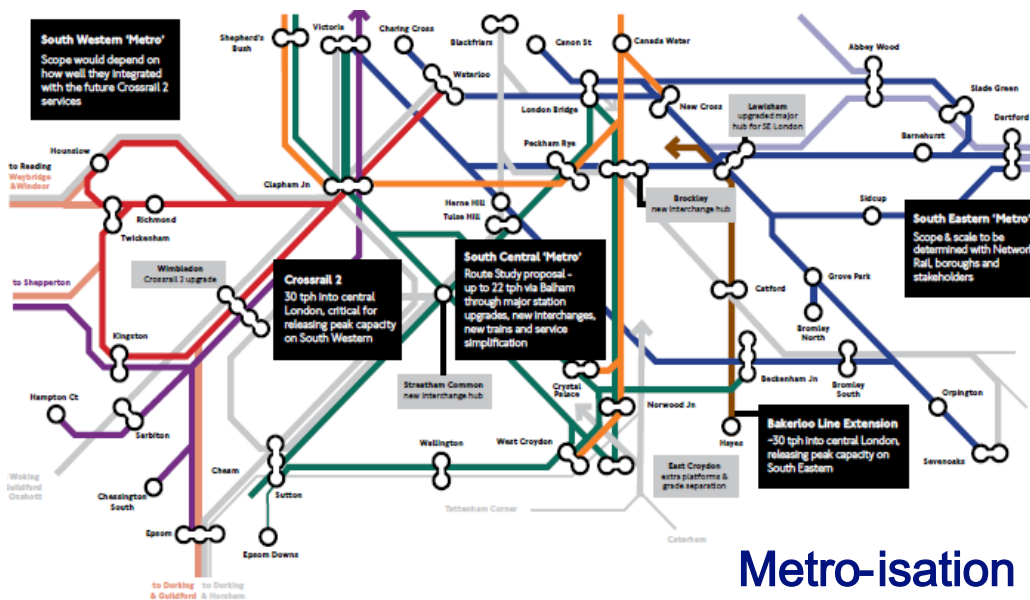 South Western 'Metro'
Scope would depend on
how well they integrated
with the future Crossrail 2
services
Shepherd's
Bush
Victoria
Charing Cross
Blackfriars
Canon St
Canada Water
Abbey Wood
Waterloo
London Bridge
New Cross
Slade Green
Dartford
Lewisham
upgraded major
hub for SE London
Barnehurst
Hounslow
to Reading
Weybridge
& Windsor
Peckham Rye
Clapham Jn
Richmond
Twickenham
Herne Hill
Tulse Hill
Brockley
new interchange hub
Sidcup
South Eastern 'Metro'
Scope & scale to be
determined with Network
Rail, boroughs and
stakeholders
Wimbledon
Crossrail 2 upgrade
to Shepperton
Crossrail 2
30 tph into central
London, critical for
releasing peak capacity
on South Western
South Central 'Metro'
Route Study proposal -
up to 22 tph via Balham
through major station
upgrades, new interchanges,
new trains and service
simplification
Grove Park
Catford
Bromley
North
Kingston
Hampton Ct
Surbiton
Streatham Common
new interchange hub
Crystal
Palace
Beckenham Jn
Bromley
South
Orpington
Norwood Jn
Hayes
Bakerloo Line Extension
~30 tph into central London,
releasing peak capacity on
South Eastern
Sevenoaks
Wallington
West Croydon
Cheam
Sutton
East Croydon
extra platforms &
grade separation
to Woking
Guildford
Oxshott
Chessington
South
Tattenham Corner
Caterham
Epsom
Epsom Downs
to Dorking
& Guildford
to Dorking
& Horsham
Metro-isation